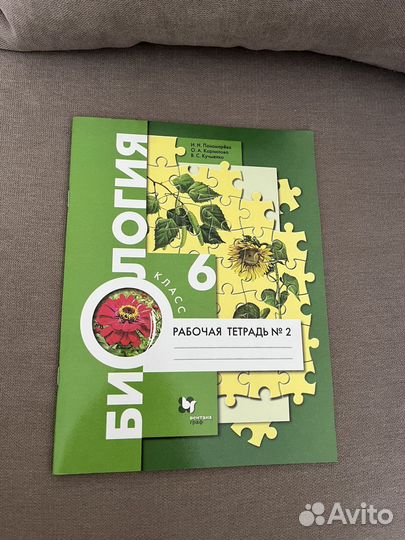 И. Н. Пономарёва
О. А. Корнилова
В. С. Кучменко
БИОЛОГИЯ
6
КЛАСС
РАБОЧАЯ ТЕТРАДЬ № 2
вентана
граф
Avito